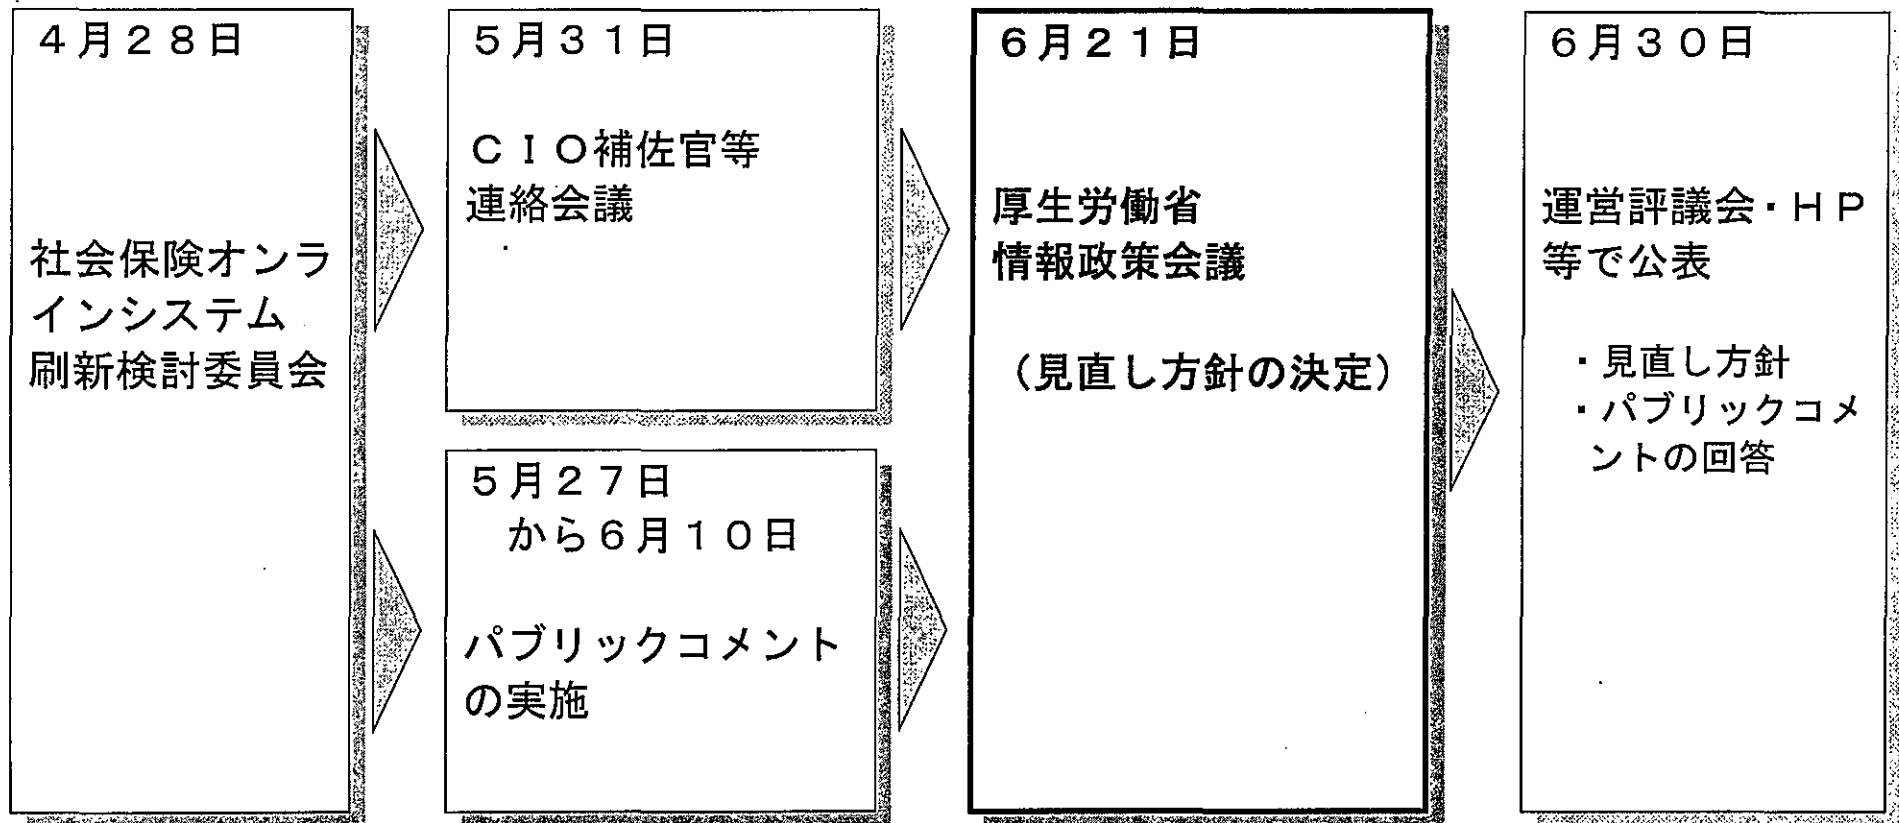 ４月２８日
社会保険オンラ
インシステム
刷新検討委員会
５月３１日
ＣＩＯ補佐官等
連絡会議
５月２７日
から６月１０日
パブリックコメント
の実施
６月２１日
厚生労働省
情報政策会議
（見直し方針の決定）
６月３０日
運営評議会・ＨＰ
等で公表
・見直し方針
・パブリックコメ
ントの回答